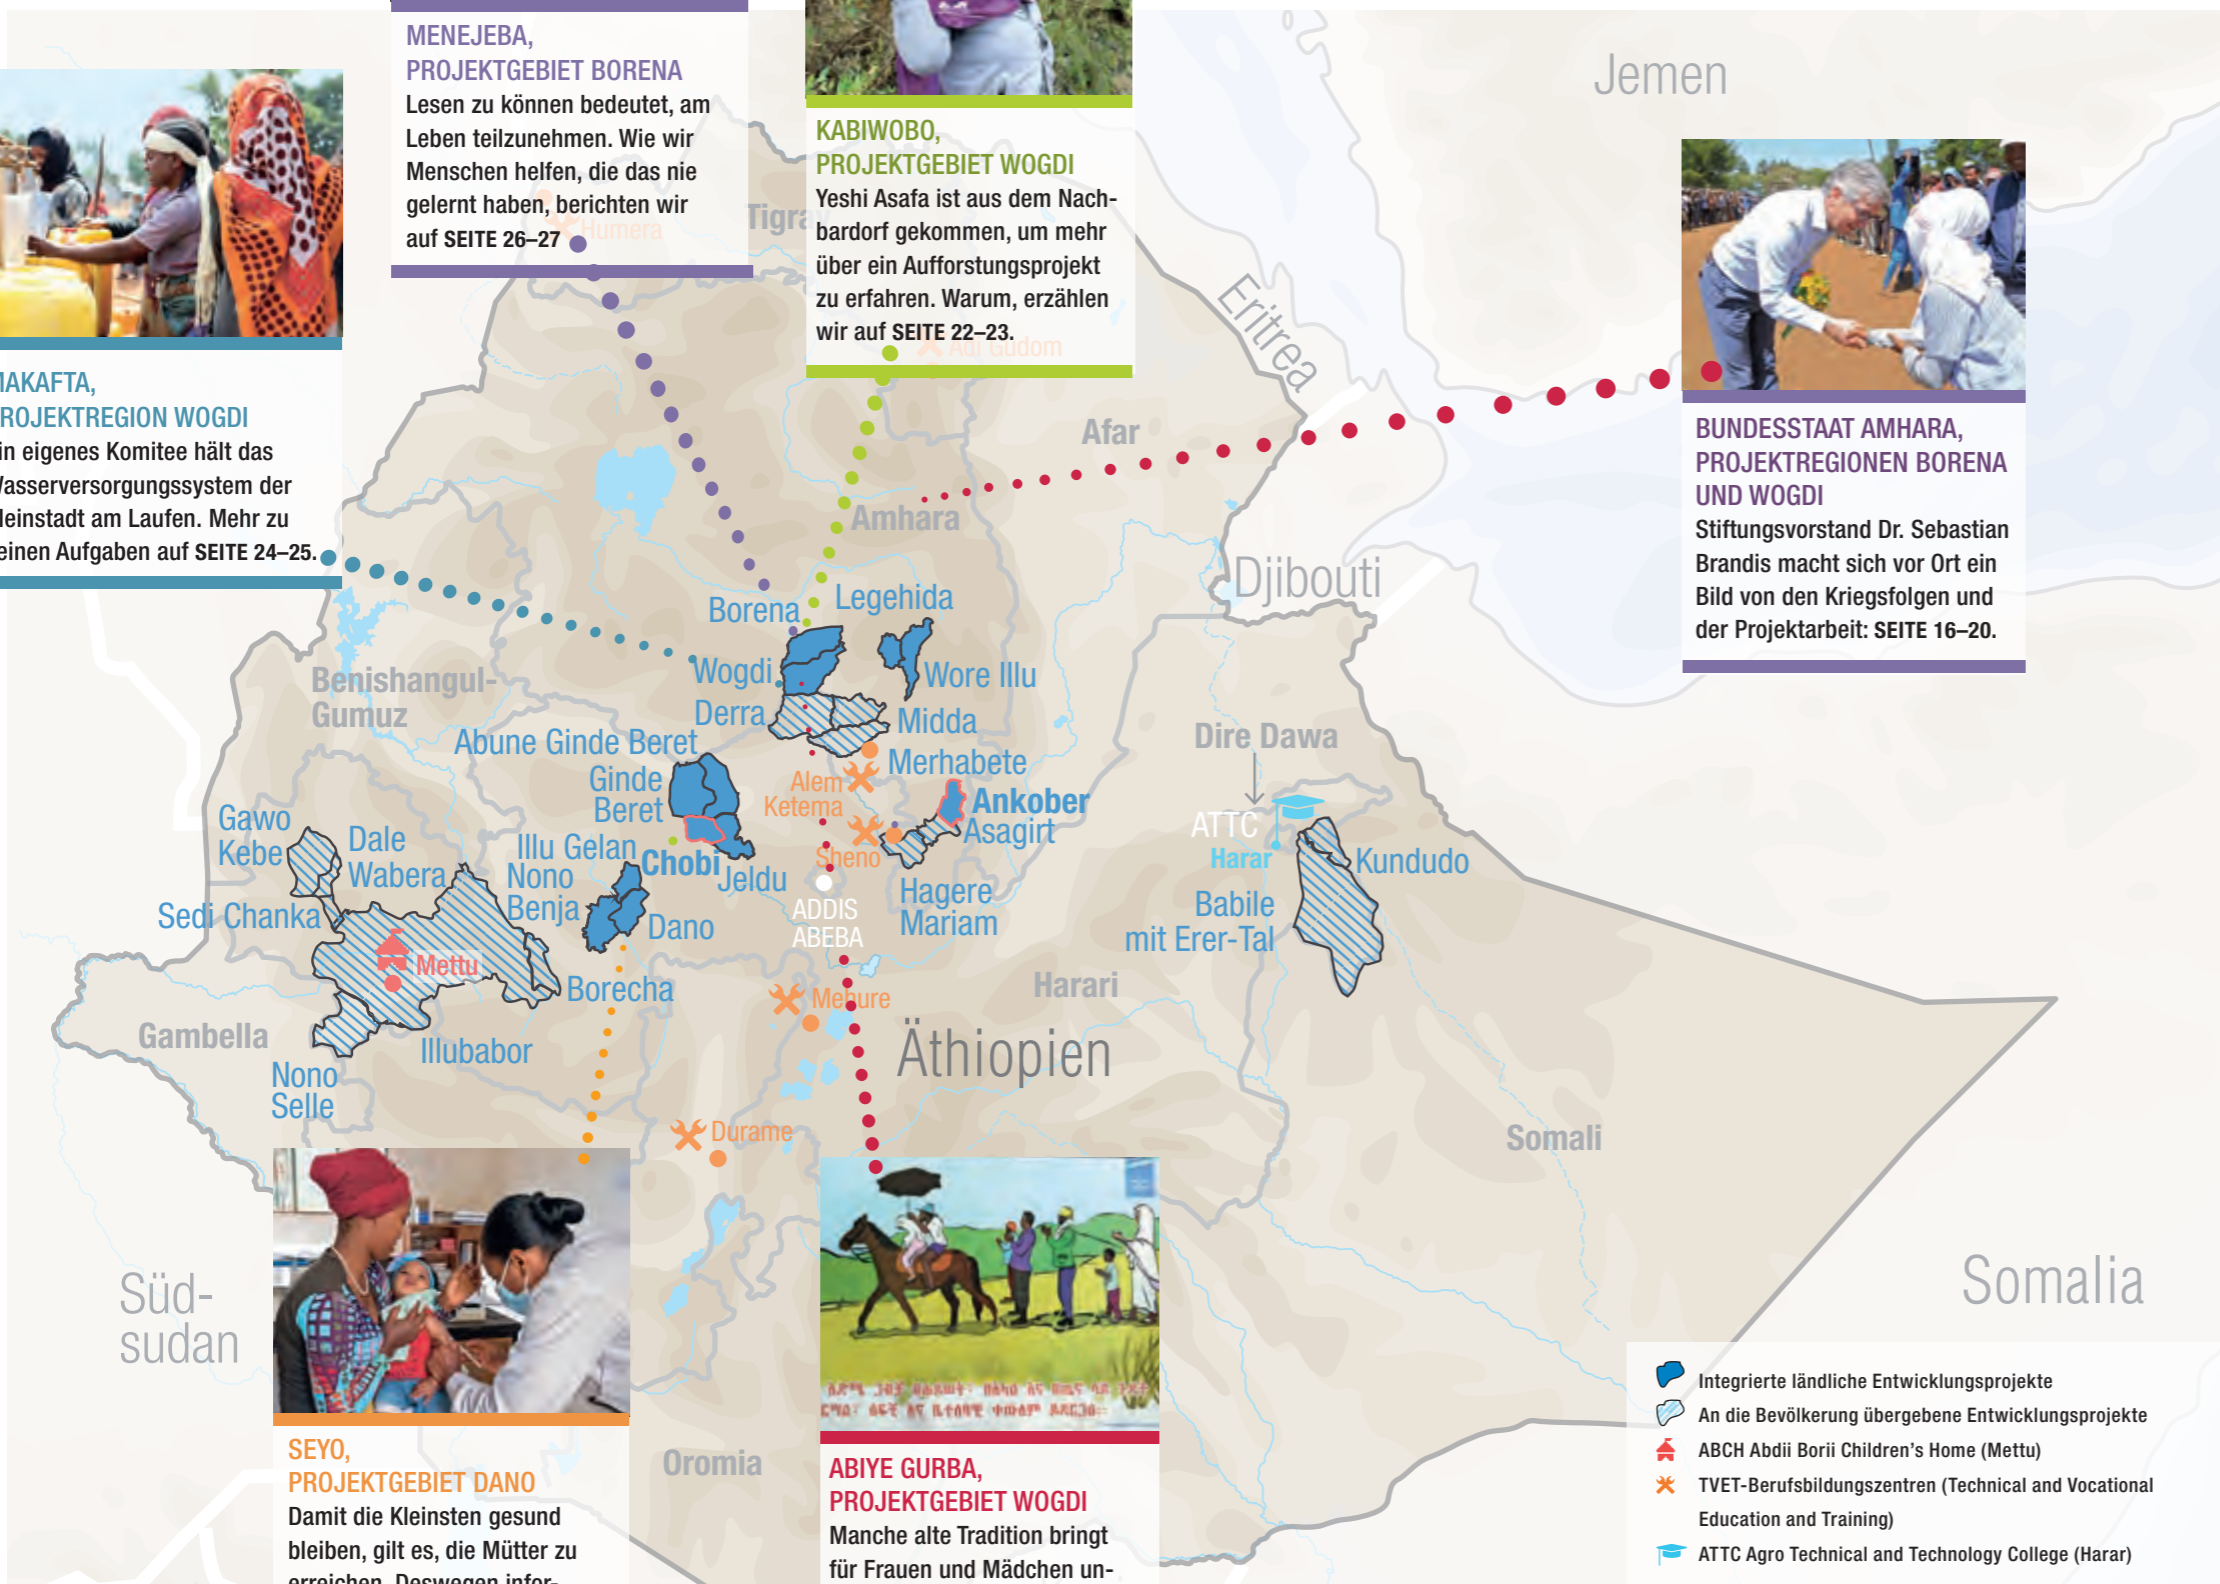 MENEJEBA,
PROJEKTGEBIET BORENA
Lesen zu können bedeutet, am
Leben teilzunehmen. Wie wir
Menschen helfen, die das nie
gelernt haben, berichten wir
auf SEITE 26–27
KABIWOBO,
PROJEKTGEBIET WOGDI
Yeshi Asafa ist aus dem Nach-
bardorf gekommen, um mehr
über ein Aufforstungsprojekt
zu erfahren. Warum, erzählen
wir auf SEITE 22–23.
AKAFTA,
ROJEKTREGION WOGDI
in eigenes Komitee hält das
asserversorgungssystem der
leinstadt am Laufen. Mehr zu
einen Aufgaben auf SEITE 24–25.
BUNDESSTAAT AMHARA,
PROJEKTREGIONEN BORENA
UND WOGDI
Stiftungsvorstand Dr. Sebastian
Brandis macht sich vor Ort ein
Bild von den Kriegsfolgen und
der Projektarbeit: SEITE 16–20.
Jemen
Humera
Tigra
Adi Gudom
Eritrea
Afar
Amhara
Djibouti
Borena
Legehida
Wogdi
Wore Illu
Benishangul-
Gumuz
Derra
Midda
Abune Ginde Beret
Merhabete
Ginde
Beret
Alem
Ketema
Ankober
Asagirt
Dire Dawa
ATTC
Harar
Kundudo
Gawo
Kebe
Dale
Wabera
Illu Gelan
Chobi
Jeldu
Sheno
Nono
Benja
Sedi Chanka
Dano
ADDIS
ABEBA
Hagere
Mariam
Babile
mit Erer-Tal
Mettu
Borecha
Mehure
Harari
Gambella
Illubabor
Äthiopien
Nono
Selle
Durame
Somali
Süd-
sudan
Somalia
Oromia
SEYO,
PROJEKTGEBIET DANO
Damit die Kleinsten gesund
bleiben, gilt es, die Mütter zu
erreichen. Deswegen infor-
ABIYE GURBA,
PROJEKTGEBIET WOGDI
Manche alte Tradition bringt
für Frauen und Mädchen un-
Integrierte ländliche Entwicklungsprojekte
An die Bevölkerung übergebene Entwicklungsprojekte
ABCH Abdii Borii Children's Home (Mettu)
TVET-Berufsbildungszentren (Technical and Vocational
Education and Training)
ATTC Agro Technical and Technology College (Harar)